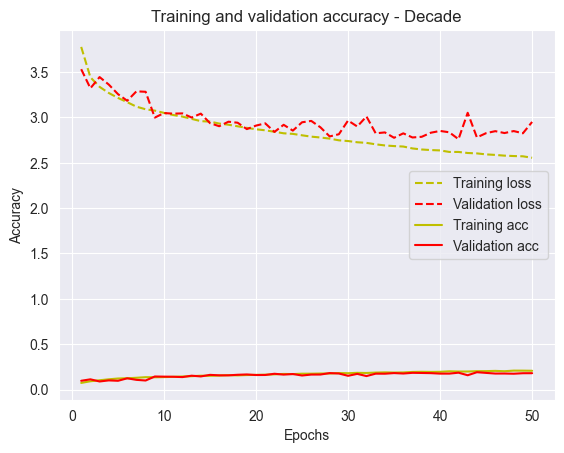 Training and validation accuracy - Decade
Accuracy
3.5
3.0
2.5
2.0
1.5
1.0
0.5
0.0
Training loss
Validation loss
Training acc
Validation acc
0
10
20
30
40
50
Epochs